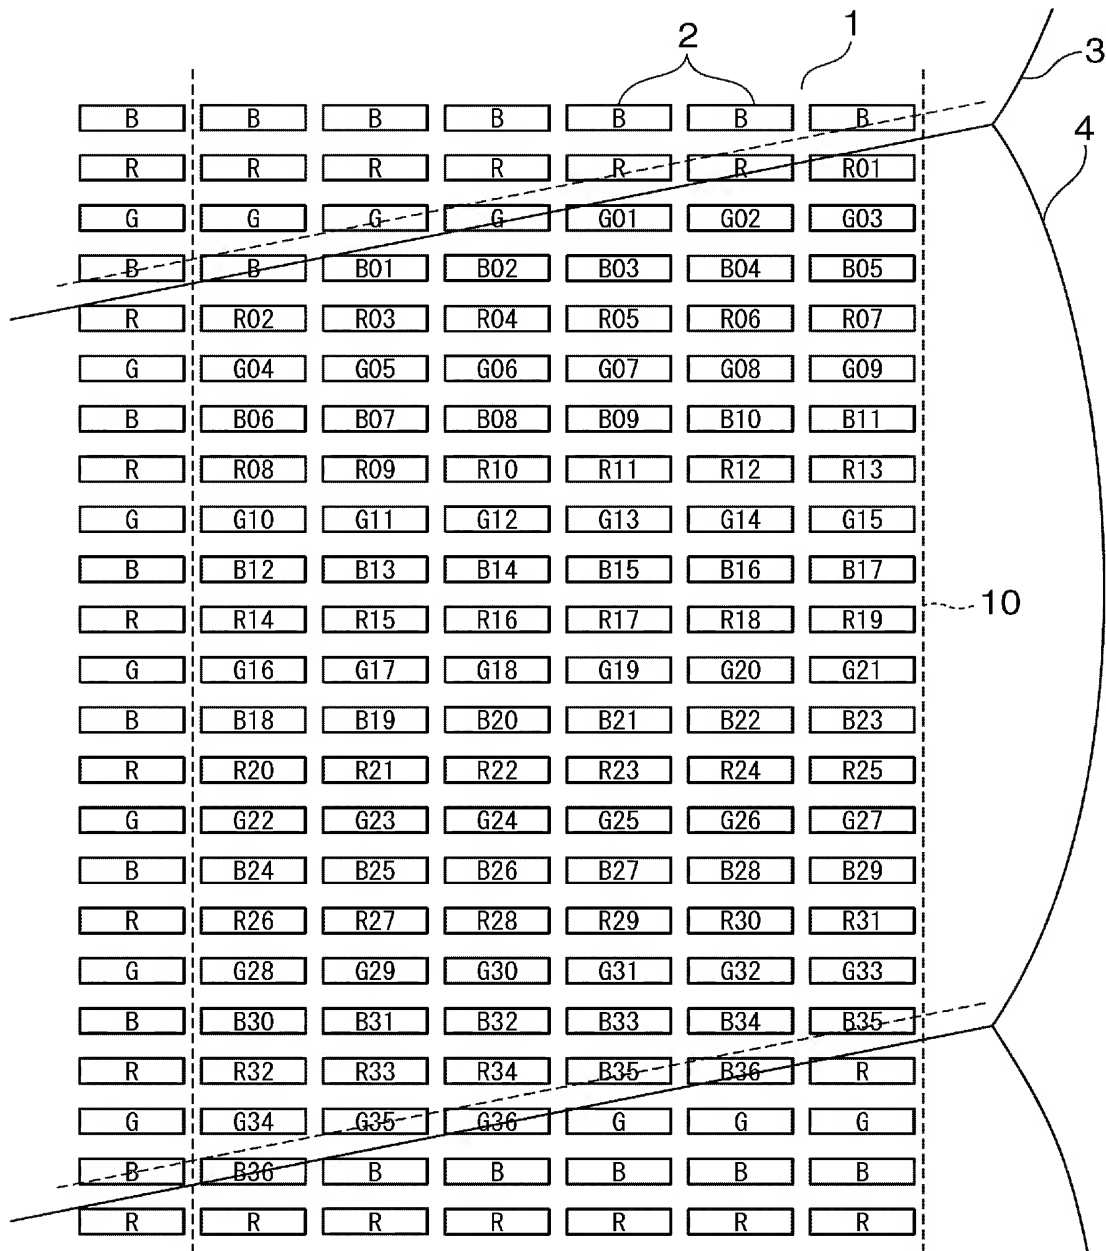 1
2
3
4
B B B B B B B
R R R R R R R01
G G G G G01 G02 G03
B B B01 B02 B03 B04 B05
R R02 R03 R04 R05 R06 R07
G G04 G05 G06 G07 G08 G09
B B06 B07 B08 B09 B10 B11
R R08 R09 R10 R11 R12 R13
G G10 G11 G12 G13 G14 G15
B B12 B13 B14 B15 B16 B17
10
R R14 R15 R16 R17 R18 R19
G G16 G17 G18 G19 G20 G21
B B18 B19 B20 B21 B22 B23
R R20 R21 R22 R23 R24 R25
G G22 G23 G24 G25 G26 G27
B B24 B25 B26 B27 B28 B29
R R26 R27 R28 R29 R30 R31
G G28 G29 G30 G31 G32 G33
B B30 B31 B32 B33 B34 B35
R R32 R33 R34 B35 B36 R
G G34 G35 G36 G G G
B B36 B B B B B
R R R R R R R